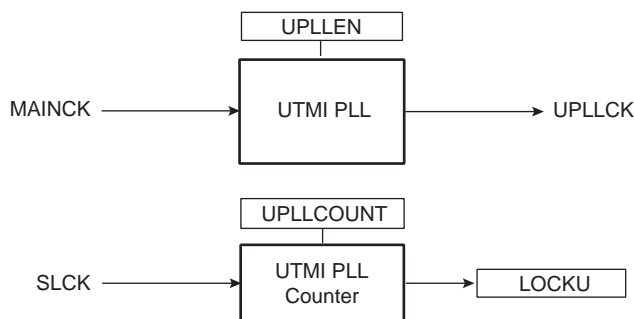 UPLLEN
MAINCK
UTMI PLL
UPLLCK
UPLLCOUNT
SLCK
UTMI PLL
Counter
LOCKU